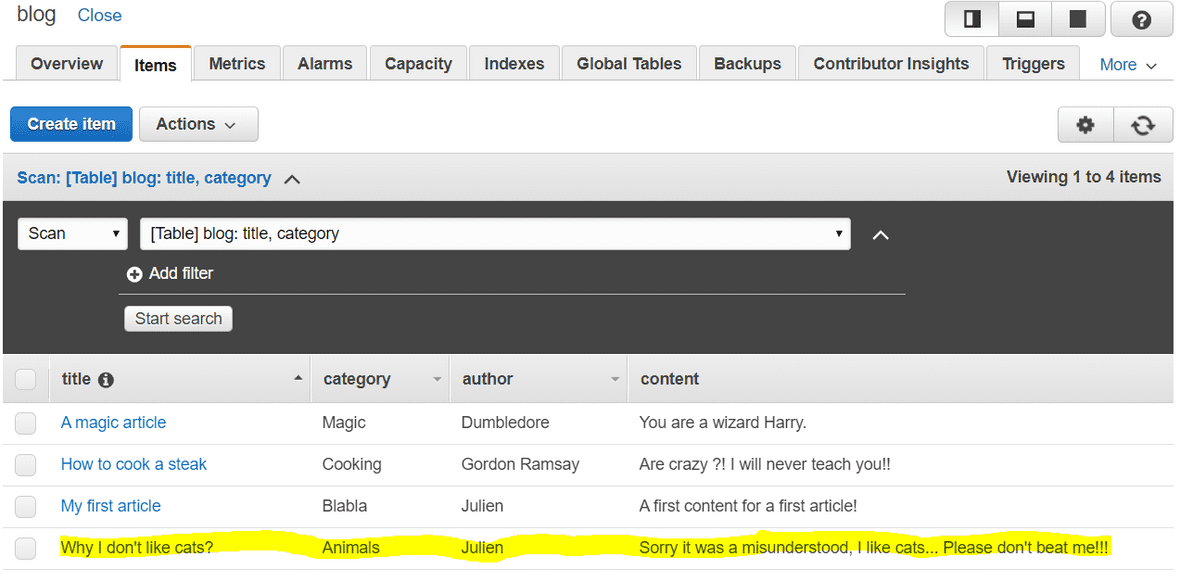 blog Close
Overview Items Metrics Alarms Capacity Indexes Global Tables Backups Contributor Insights Triggers More
Create item Actions
Scan: [Table] blog: title, category Viewing 1 to 4 items
Scan [Table] blog: title, category
Add filter
Start search
title category author content
A magic article Magic Dumbledore You are a wizard Harry.
How to cook a steak Cooking Gordon Ramsay Are crazy ?! I will never teach you!!
My first article Blabla Julien A first content for a first article!
Why I don't like cats? Animals Julien Sorry it was a misunderstood, I like cats... Please don't beat me!!!